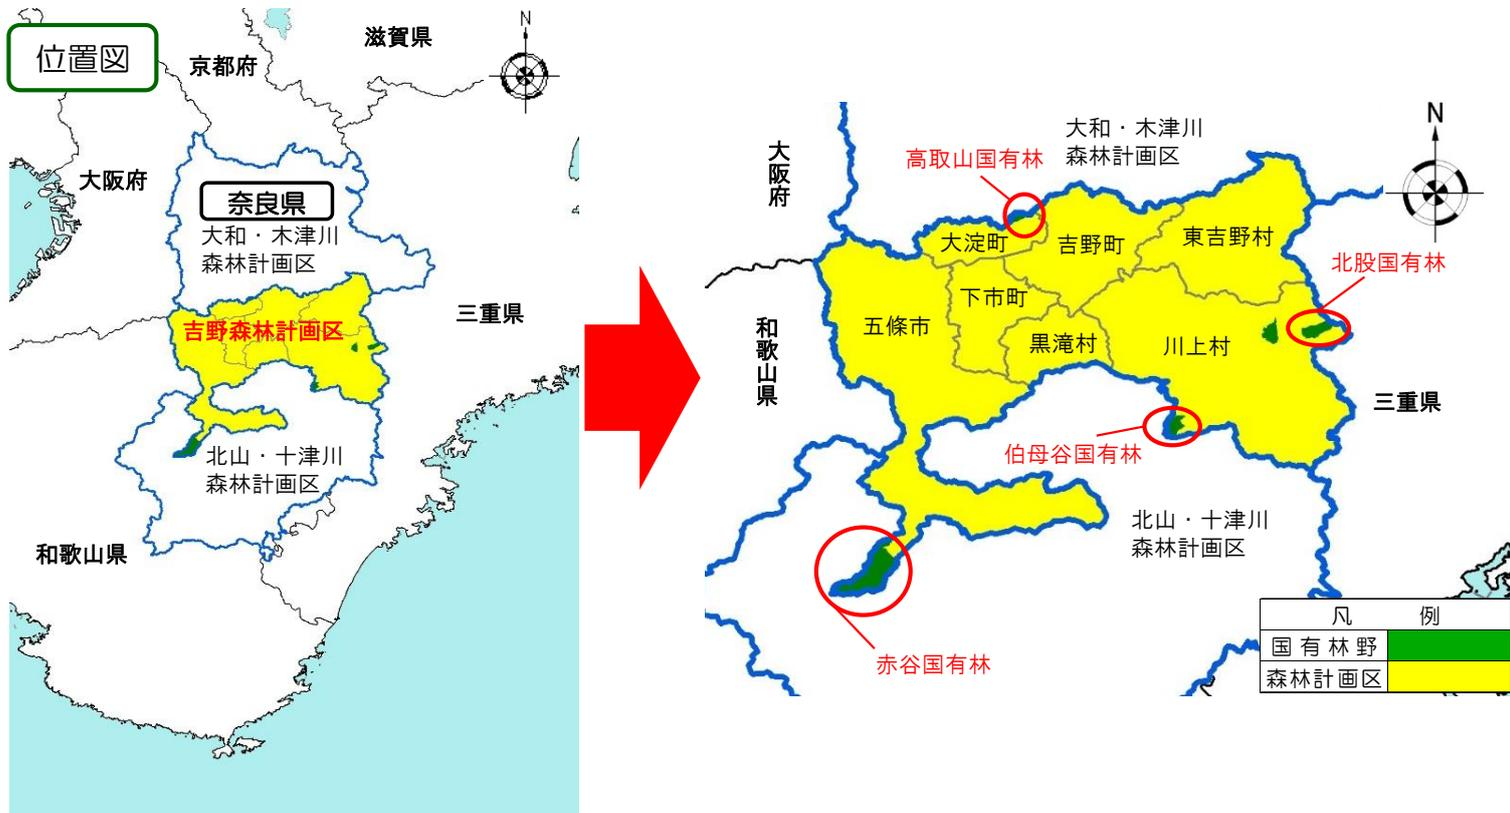 位置図
N
滋賀県
京都府
大阪府
奈良県
大和・木津川
森林計画区
三重県
吉野森林計画区
北山・十津川
森林計画区
和歌山県
N
大和・木津川
森林計画区
大阪府
高取山国有林
大淀町
吉野町
東吉野村
北股国有林
下市町
五條市
黒滝村
川上村
和歌山県
三重県
伯母谷国有林
北山・十津川
森林計画区
赤谷国有林
凡 例
国有林野
森林計画区